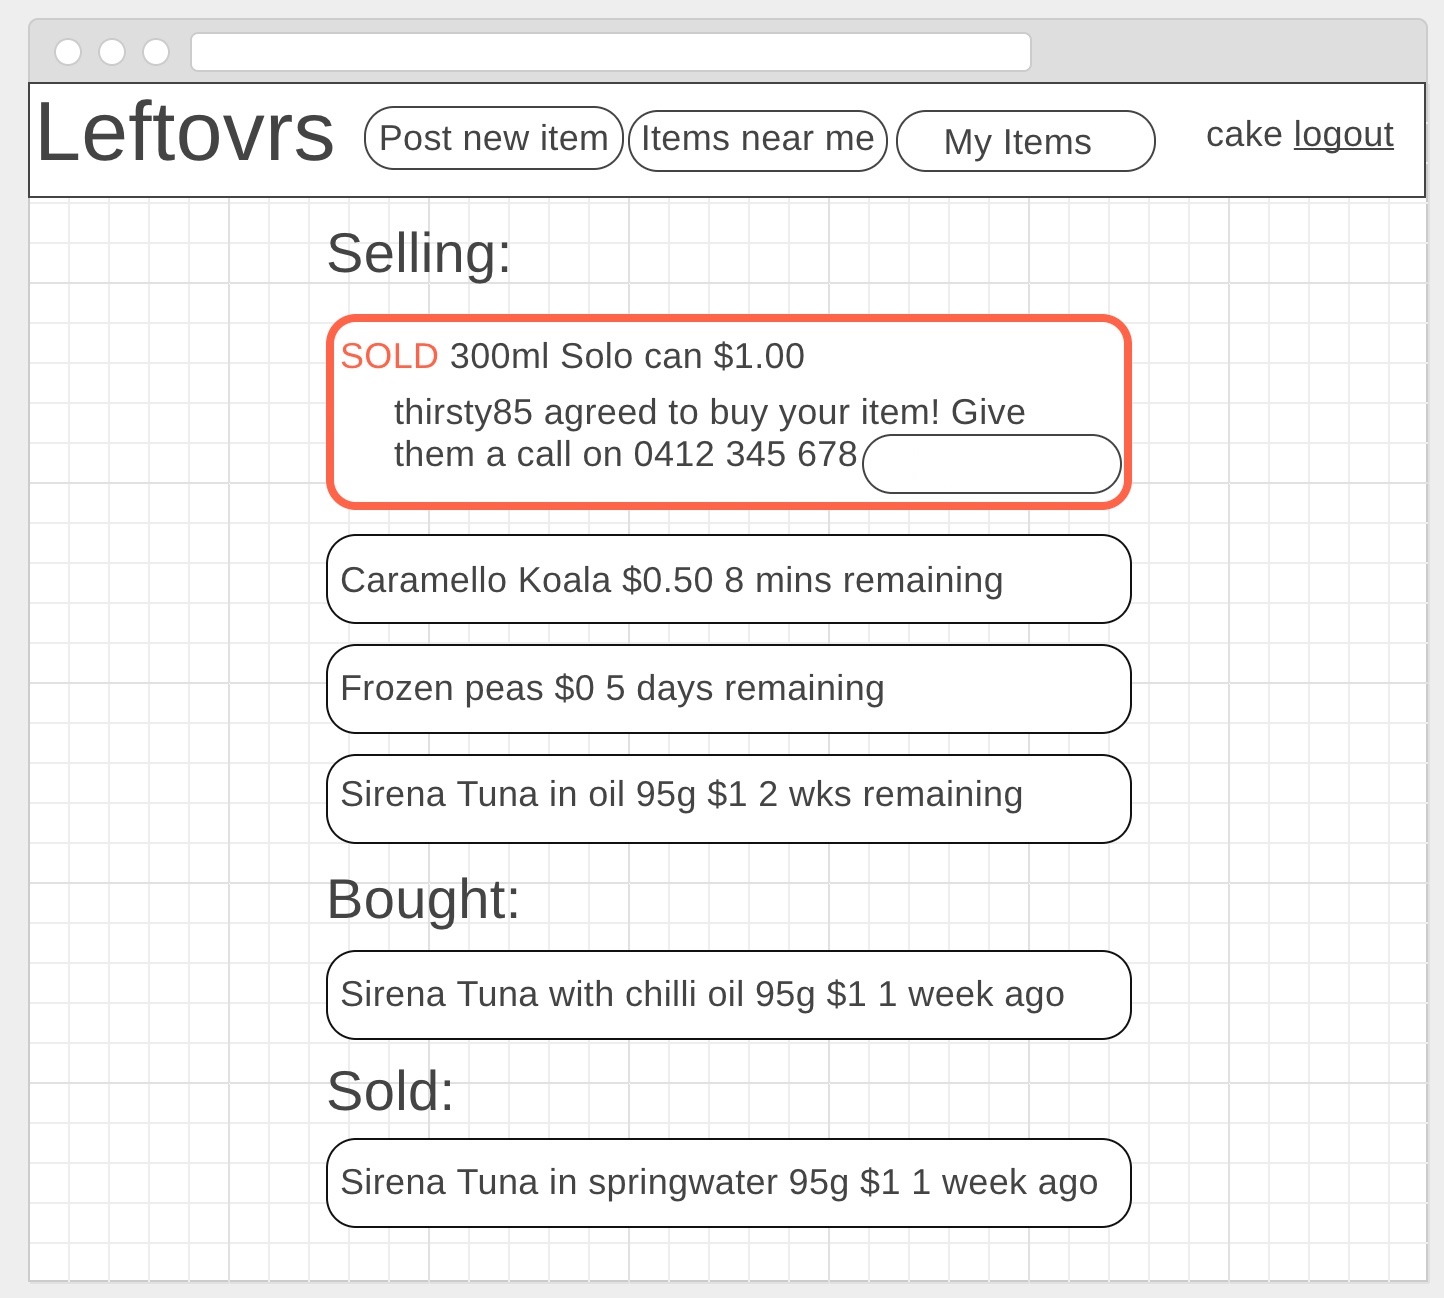 Leftovrs Post new item Items near me My Items cake logout
Selling:
SOLD 300ml Solo can $1.00
thirsty85 agreed to buy your item! Give
them a call on 0412 345 678
Caramello Koala $0.50 8 mins remaining
Frozen peas $0 5 days remaining
Sirena Tuna in oil 95g $1 2 wks remaining
Bought:
Sirena Tuna with chilli oil 95g $1 1 week ago
Sold:
Sirena Tuna in springwater 95g $1 1 week ago